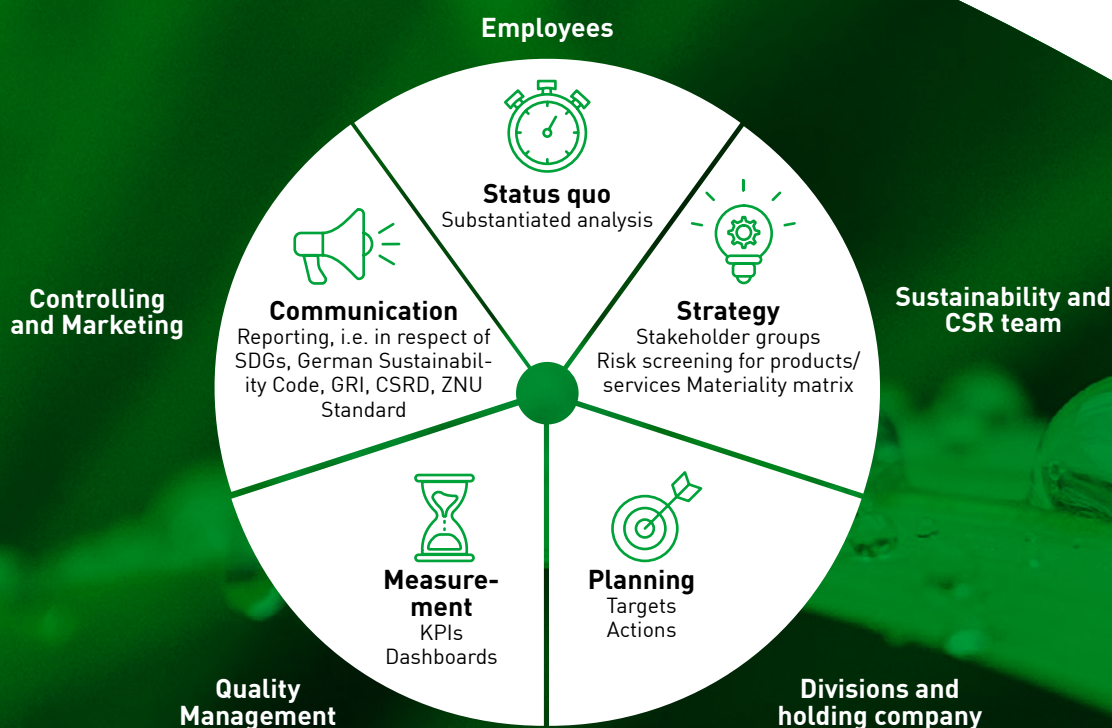 Employees
Status quo
Substantiated analysis
Strategy
Stakeholder groups
Risk screening for products/
services Materiality matrix
Sustainability and
CSR team
Planning
Targets
Actions
Divisions and
holding company
Measure-
ment
KPIs
Dashboards
Quality
Management
Communication
Reporting, i.e. in respect of
SDGs, German Sustainabil-
ity Code, GRI, CSRD, ZNU
Standard
Controlling
and Marketing